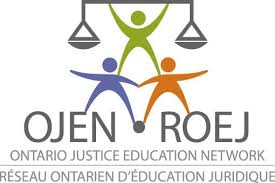 OJEN ROEJ
ONTARIO JUSTICE EDUCATION NETWORK
RÉSEAU ONTARIEN D'ÉDUCATION JURIDIQUE